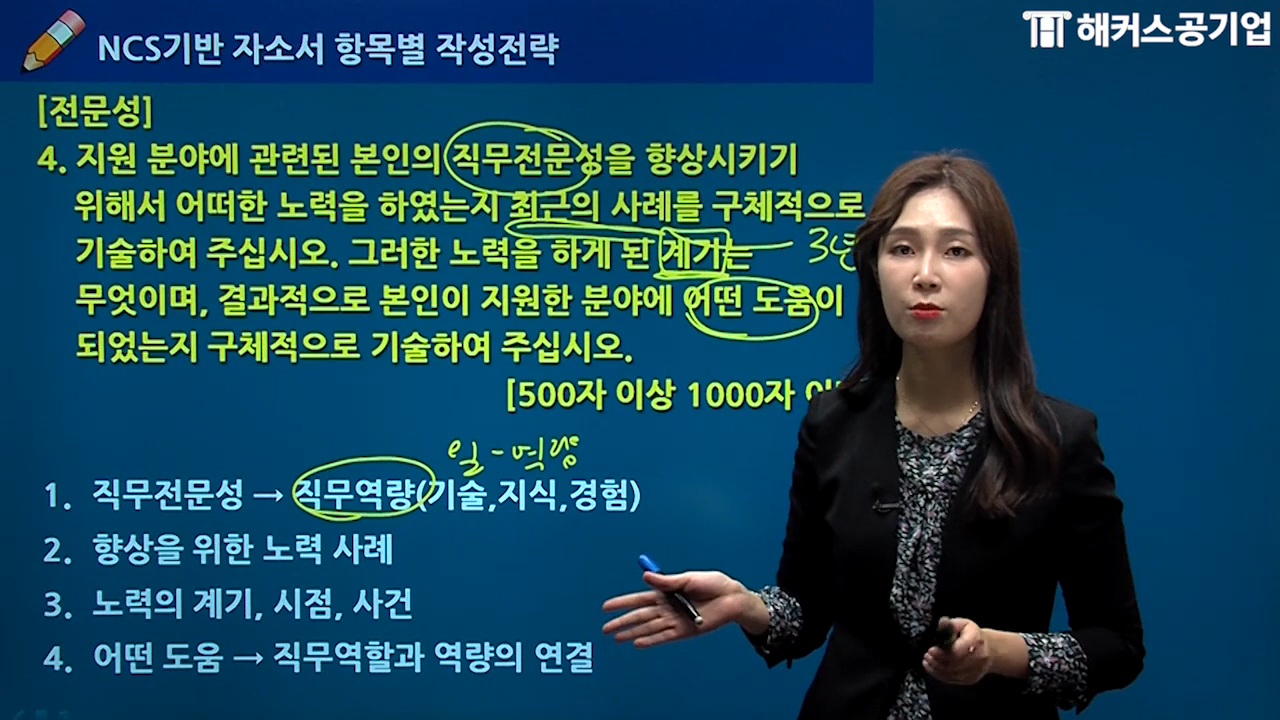 NCS기반 자소서 항목별 작성전략
해커스공기업
[전문성]
4. 지원 분야에 관련된 본인의 직무전문성을 향상시키기
위해서 어떠한 노력을 하였는지 최근의 사례를 구체적으로
기술하여 주십시오. 그러한 노력을 하게 된 계기는
3년
무엇이며, 결과적으로 본인이 지원한 분야에 어떤 도움이
되었는지 구체적으로 기술하여 주십시오.
[500자 이상 1000자
일-역량
1. 직무전문성 → 직무역량(기술,지식,경험)
2. 향상을 위한 노력 사례
3. 노력의 계기, 시점, 사건
4. 어떤 도움 → 직무역할과 역량의 연결